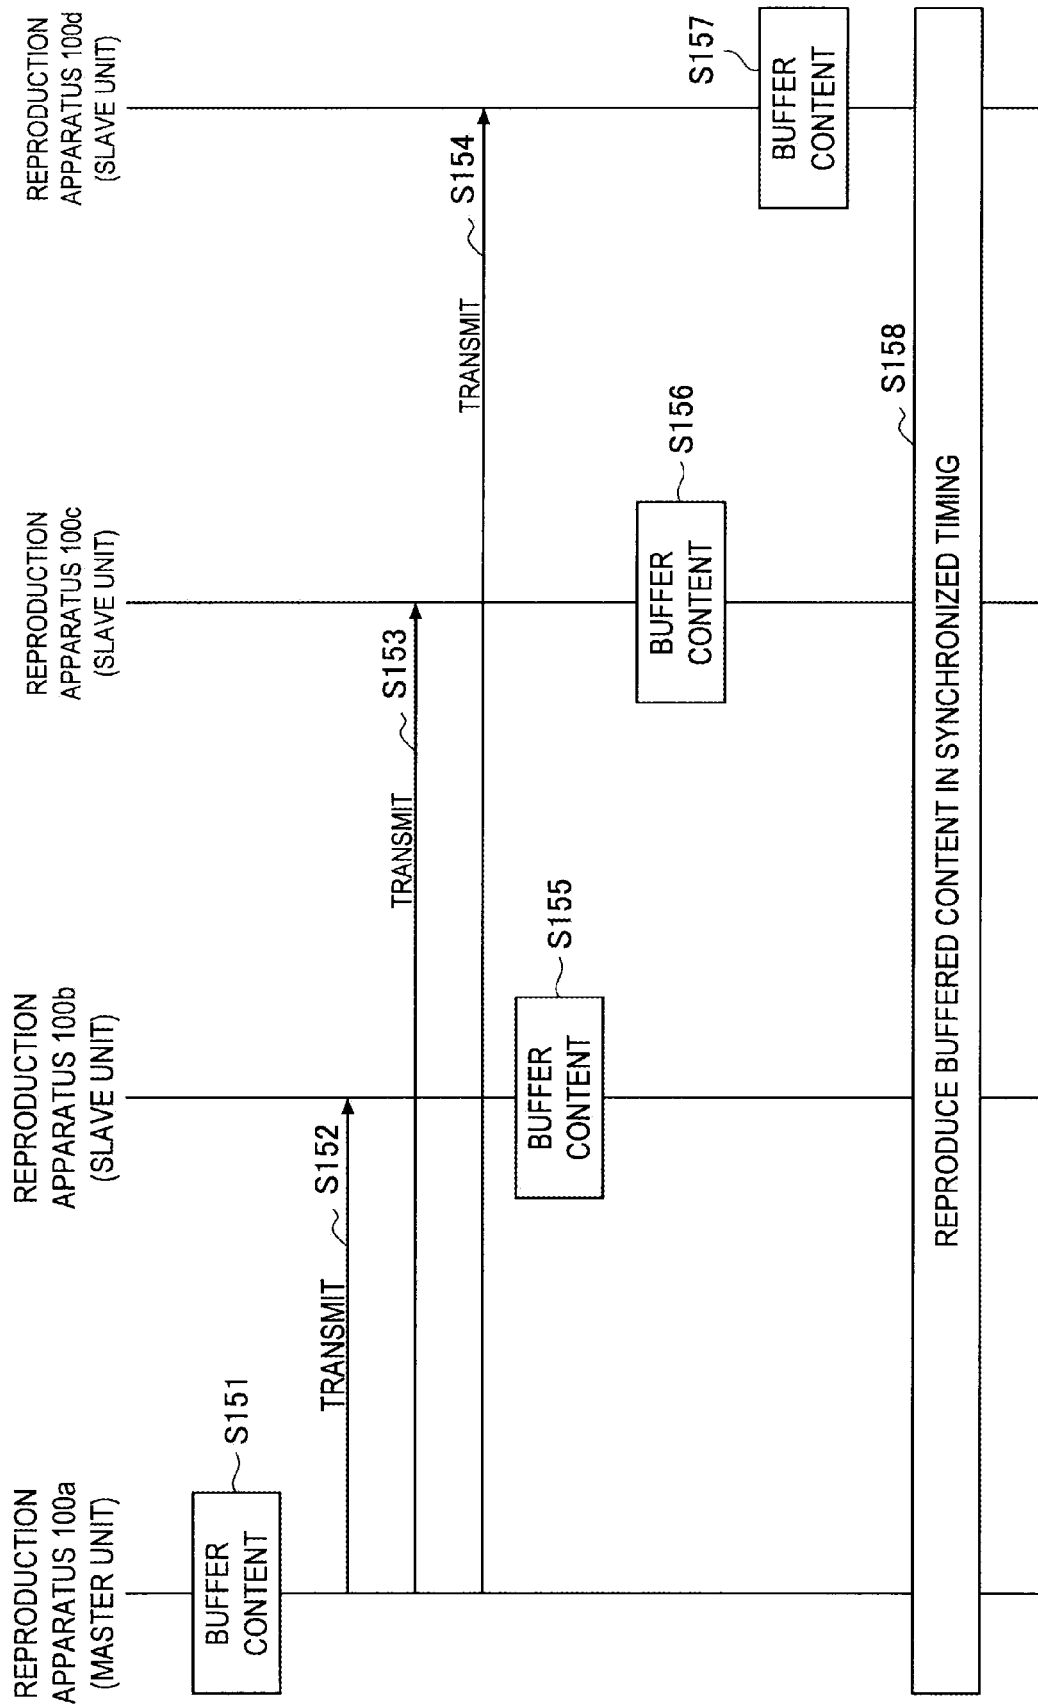 REPRODUCTION
APPARATUS 100a
(MASTER UNIT)
REPRODUCTION
APPARATUS 100b
(SLAVE UNIT)
REPRODUCTION
APPARATUS 100c
(SLAVE UNIT)
REPRODUCTION
APPARATUS 100d
(SLAVE UNIT)
BUFFER
CONTENT
S151
TRANSMIT
S152
TRANSMIT
S153
TRANSMIT
S154
BUFFER
CONTENT
S155
BUFFER
CONTENT
S156
BUFFER
CONTENT
S157
S158
REPRODUCE BUFFERED CONTENT IN SYNCHRONIZED TIMING